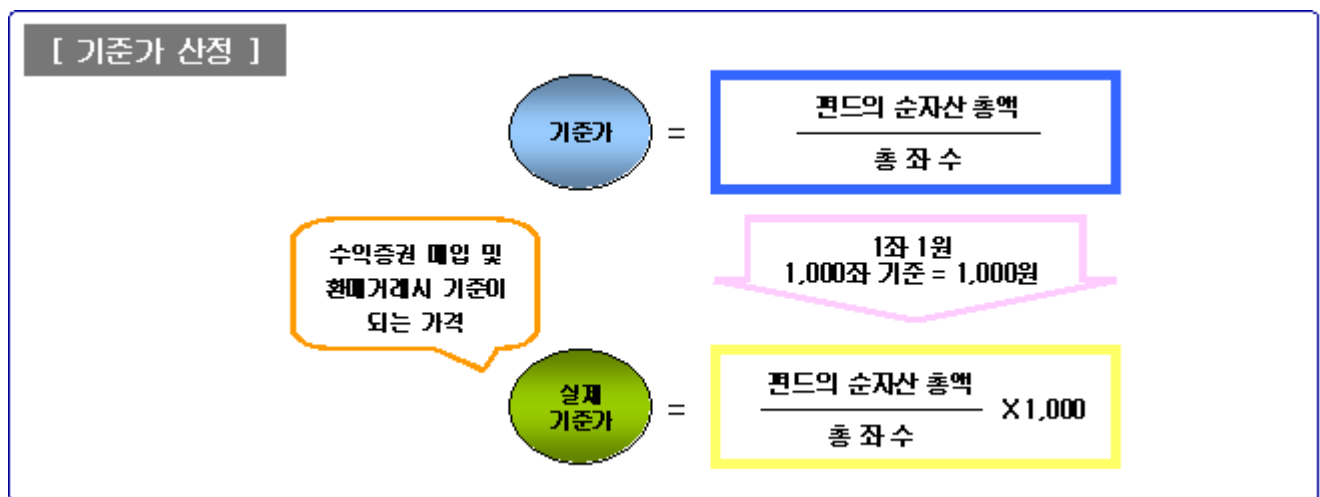 [ 기준가 산정 ]
기준가
=
펀드의 순자산 총액
총 좌 수
수익증권 매입 및
환매거래시 기준이
되는 가격
1좌 1원
1,000좌 기준 = 1,000원
실제
기준가
=
펀드의 순자산 총액
총 좌 수
X 1,000